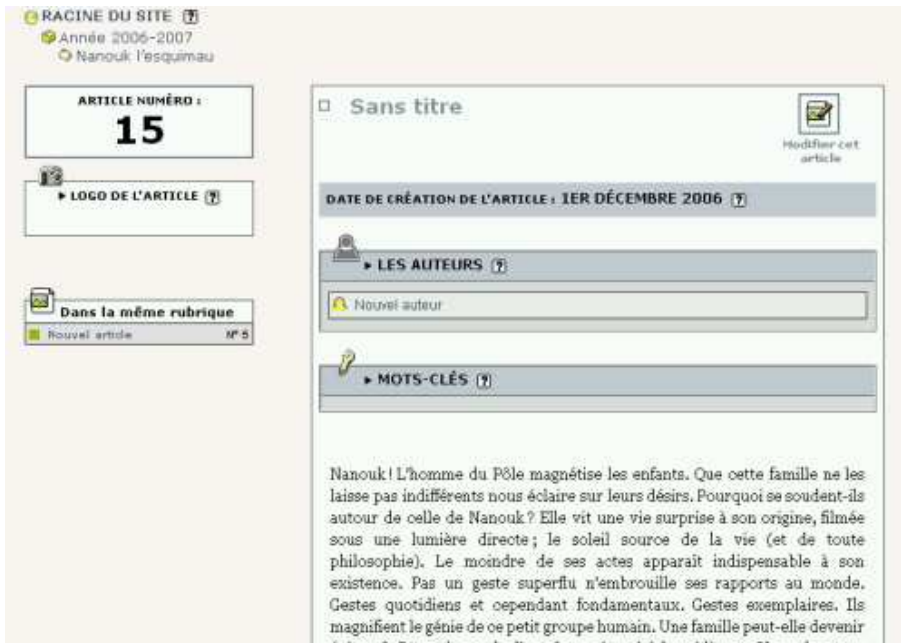 RACINE DU SITE ?
Année 2006-2007
Nanouk l'esquimau
ARTICLE NUMÉRO :
15
LOGO DE L'ARTICLE ?
Dans la même rubrique
Nouvel article N° 5
Sans titre
Modifier cet
article
DATE DE CRÉATION DE L'ARTICLE : 1ER DÉCEMBRE 2006 ?
LES AUTEURS ?
Nouvel auteur
MOTS-CLÉS ?
Nanouk ! L'homme du Pôle magnétise les enfants. Que cette famille ne les
laisse pas indifférents nous éclaire sur leurs désirs. Pourquoi se soudent-ils
autour de celle de Nanouk ? Elle vit une vie surprise à son origine, filmée
sous une lumière directe ; le soleil source de la vie (et de toute
philosophie). Le moindre de ses actes apparaît indispensable à son
existence. Pas un geste superflu n'embrouille ses rapports au monde.
Gestes quotidiens et cependant fondamentaux. Gestes exemplaires. Ils
magnifient le génie de ce petit groupe humain. Une famille peut-elle devenir